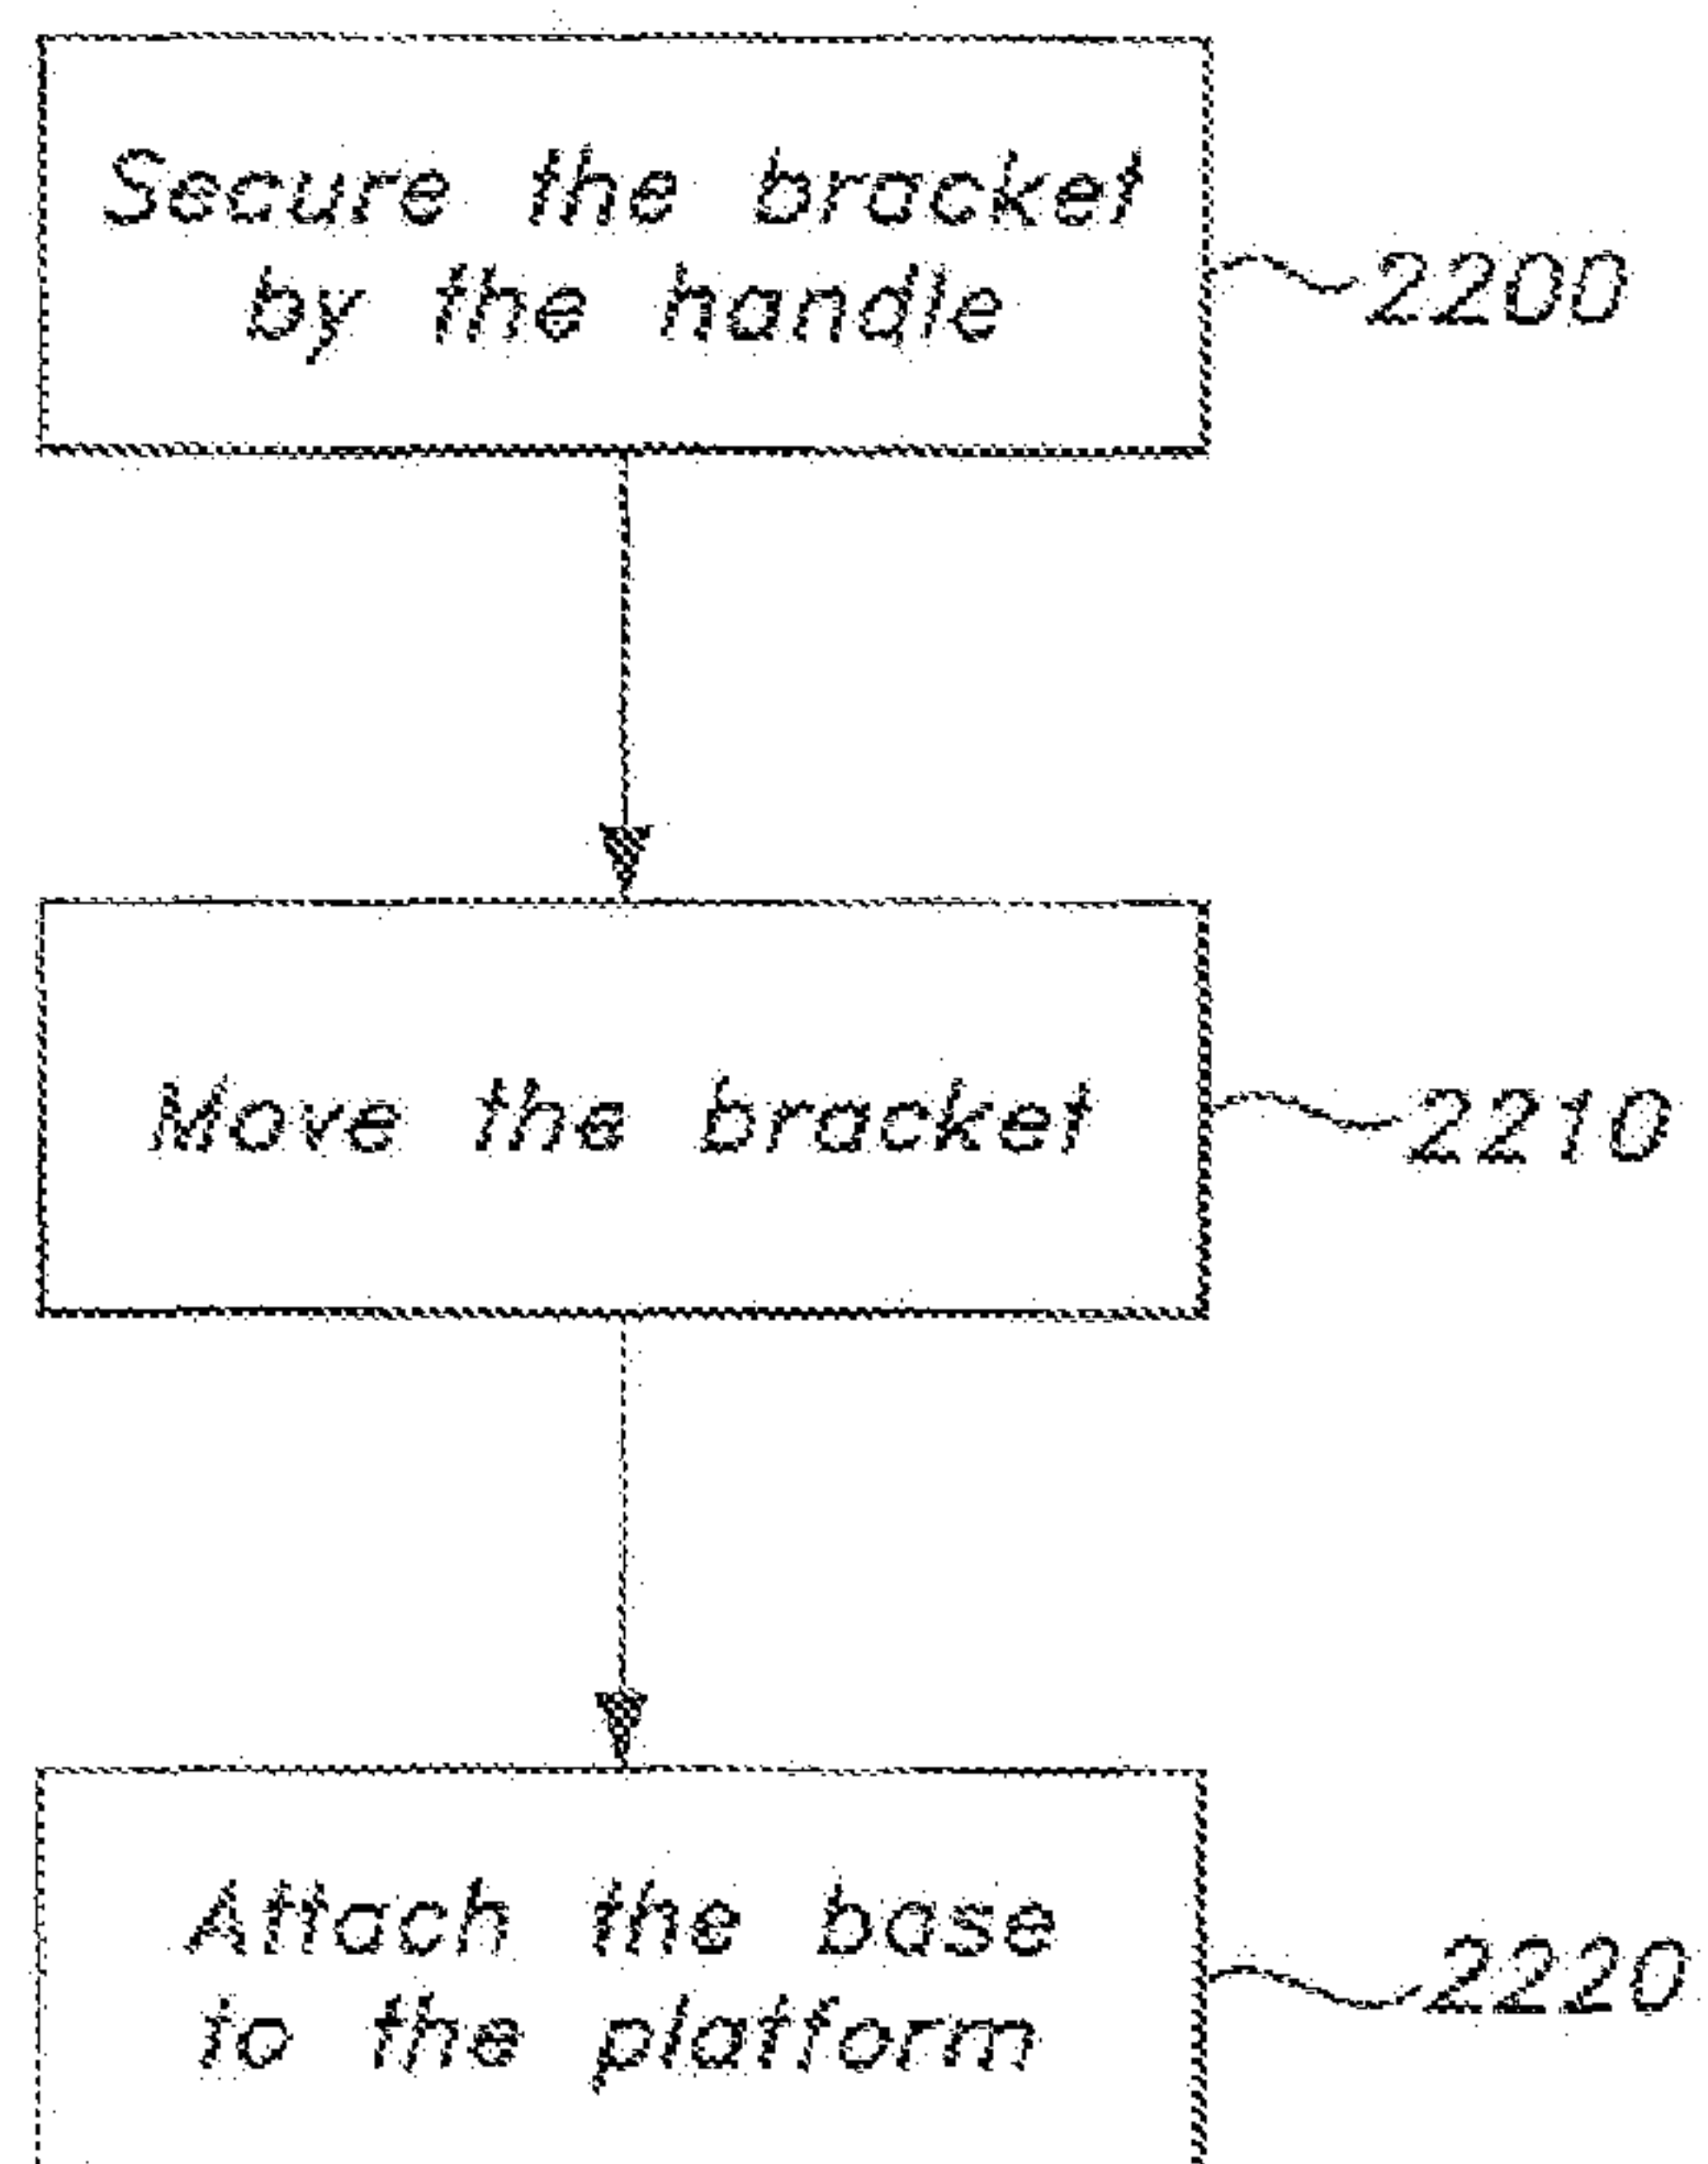 Secure the bracket
by the handle
2200
Move the bracket
2210
Attach the base
to the platform
2220